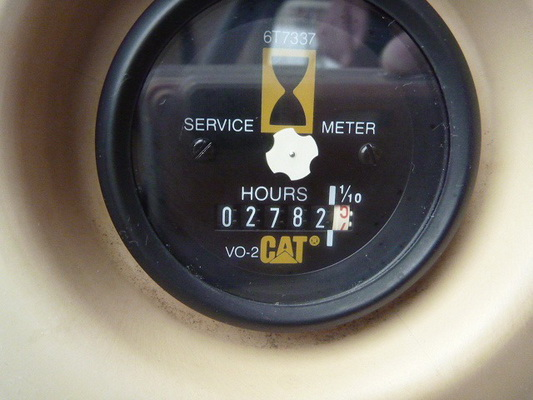 6T7337
SERVICE METER
HOURS 1/10
02782
VO-2 CAT®